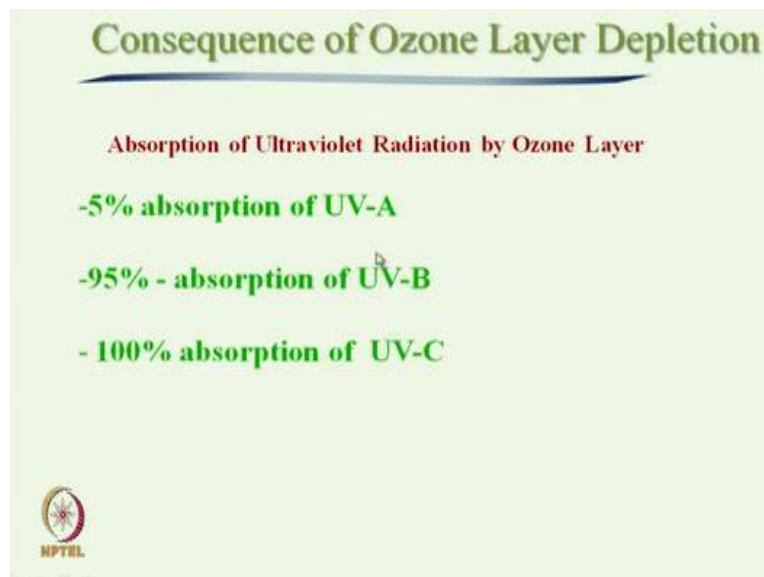 Consequence of Ozone Layer Depletion
Absorption of Ultraviolet Radiation by Ozone Layer
-5% absorption of UV-A
-95% - absorption of UV-B
- 100% absorption of UV-C
NPTEL